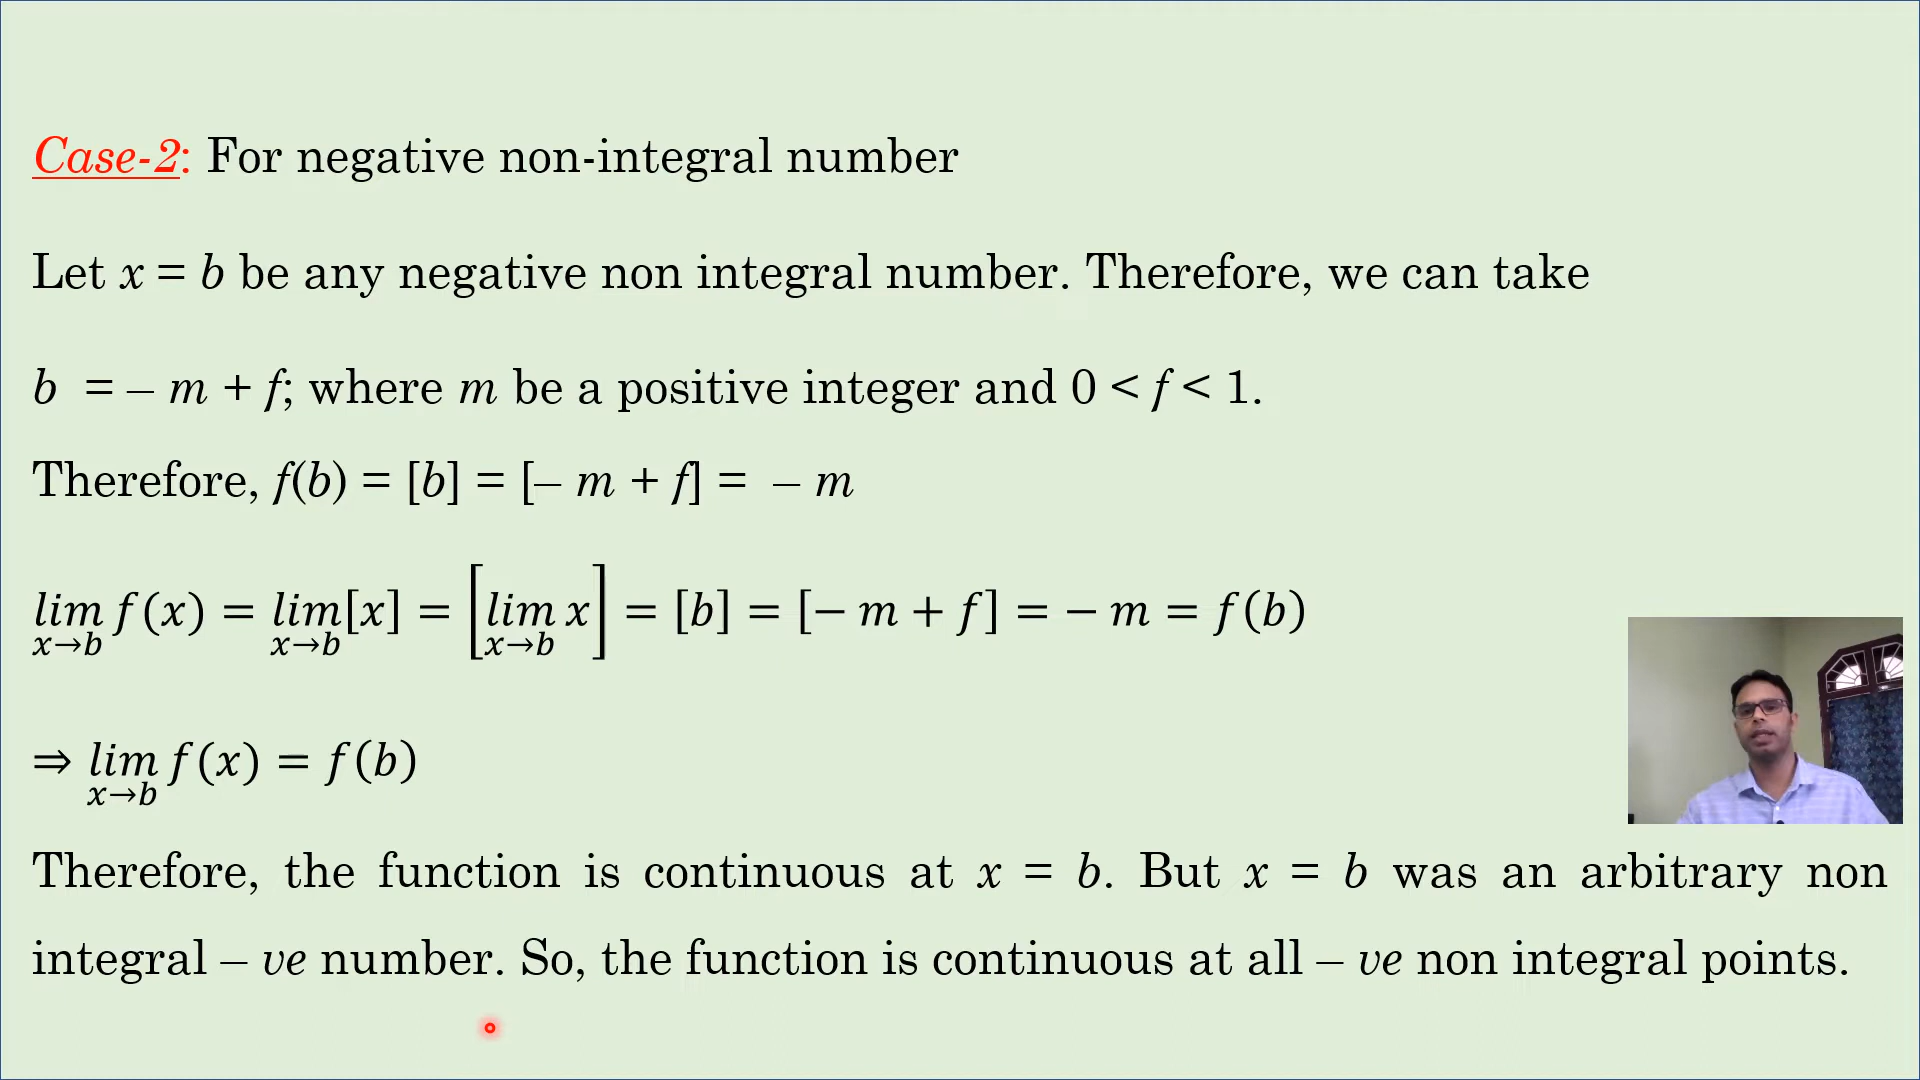 Case-2: For negative non-integral number
Let x = b be any negative non integral number. Therefore, we can take
b = – m + f; where m be a positive integer and 0 < f < 1.
Therefore, f(b) = [b] = [– m + f] = – m
lim f(x) = lim[x] = [lim x] = [b] = [− m + f] = − m = f(b)
x→b x→b x→b
⇒ lim f(x) = f(b)
x→b
Therefore, the function is continuous at x = b. But x = b was an arbitrary non
integral – ve number. So, the function is continuous at all – ve non integral points.